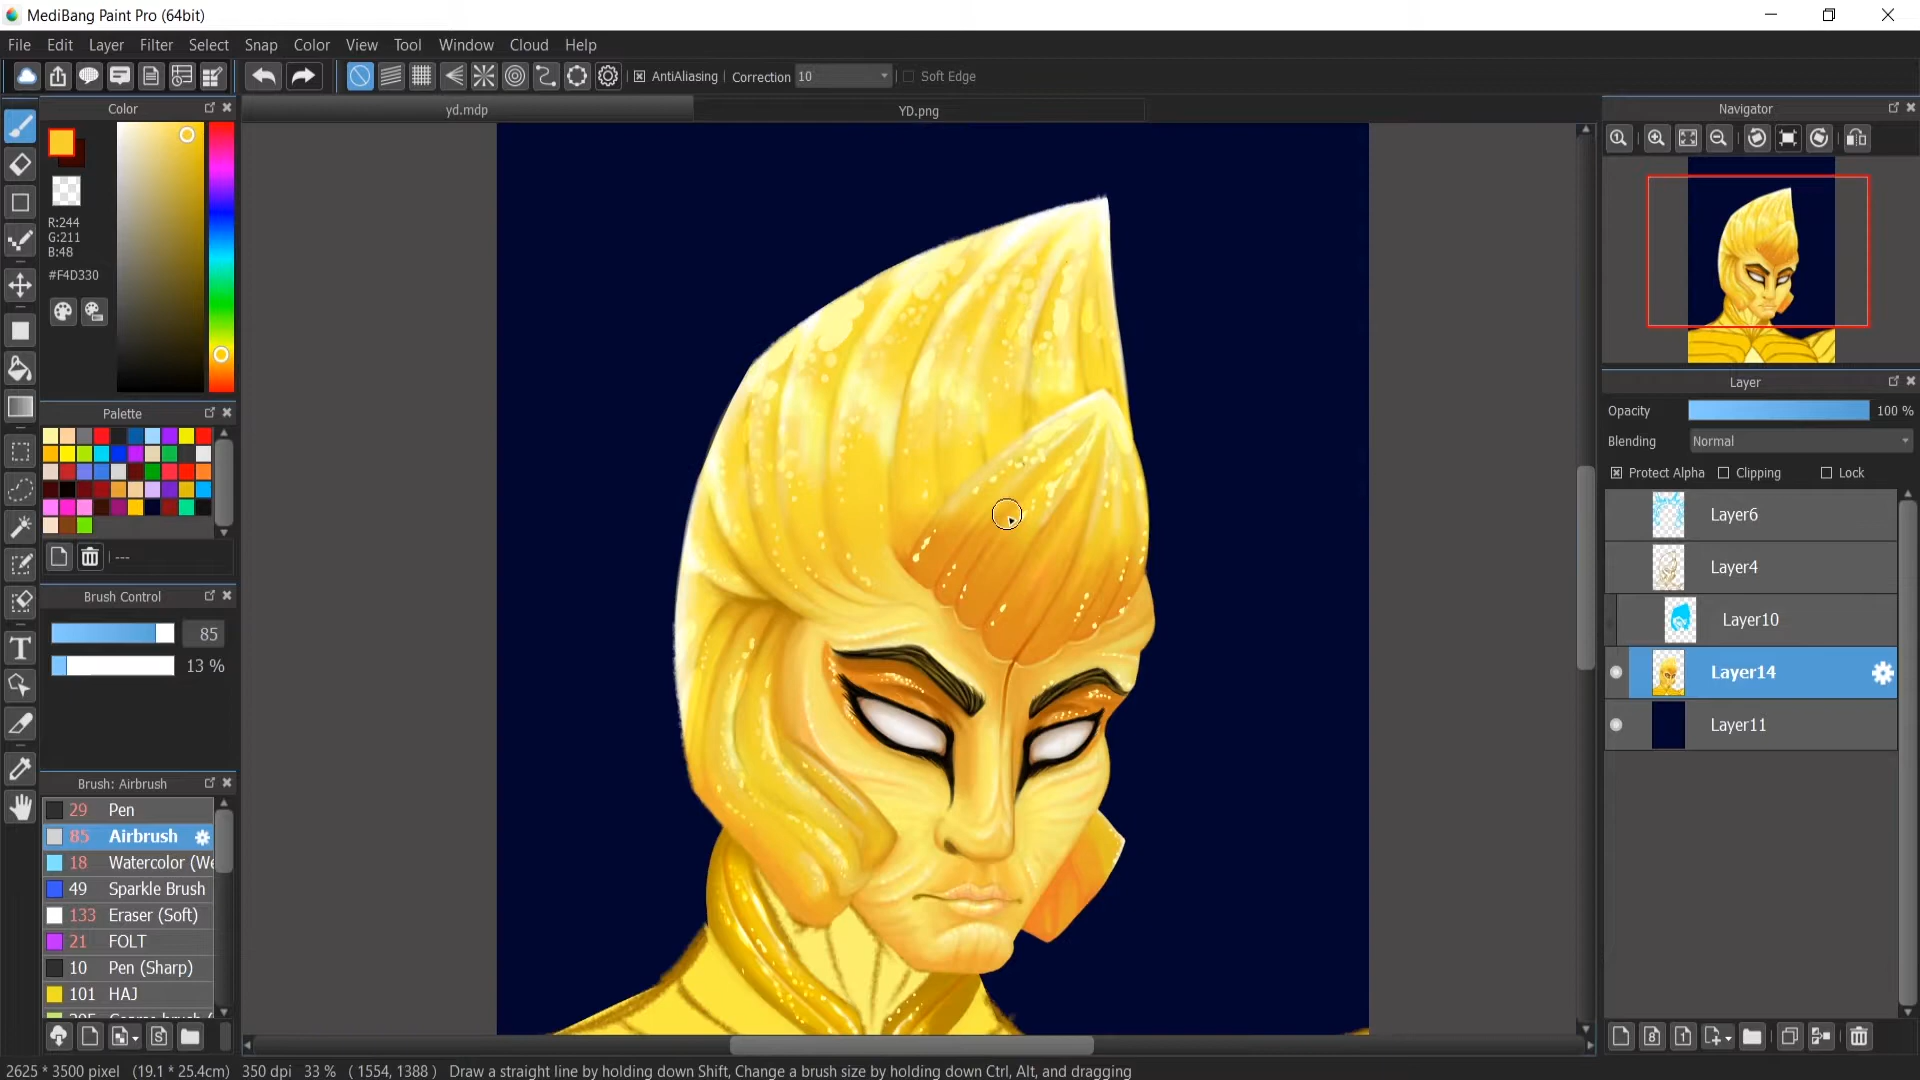 MediBang Paint Pro (64bit)
File Edit Layer Filter Select Snap Color View Tool Window Cloud Help
AntiAliasing Correction 10 Soft Edge
Color
yd.mdp
YD.png
Navigator
R:244
G:211
B:48
#F4D330
Palette
---
Brush Control
85
13 %
Brush: Airbrush
29 Pen
85 Airbrush
18 Watercolor (We
49 Sparkle Brush
133 Eraser (Soft)
21 FOLT
10 Pen (Sharp)
101 HAJ
Layer
Opacity 100 %
Blending Normal
Protect Alpha Clipping Lock
Layer6
Layer4
Layer10
Layer14
Layer11
2625 * 3500 pixel (19.1 * 25.4cm) 350 dpi 33 % ( 1554, 1388 ) Draw a straight line by holding down Shift, Change a brush size by holding down Ctrl, Alt, and dragging